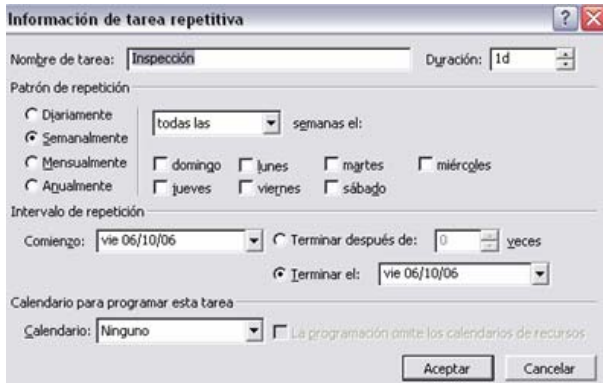 Información de tarea repetitiva
Nombre de tarea: Inspección Duración: 1d
Patrón de repetición
Diariamente
Semanalmente
Mensualmente
Anualmente
todas las semanas el:
domingo lunes martes miércoles
jueves viernes sábado
Intervalo de repetición
Comienzo: vie 06/10/06 Terminar después de: 0 veces
Terminar el: vie 06/10/06
Calendario para programar esta tarea
Calendario: Ninguno La programación omite los calendarios de recursos
Aceptar Cancelar